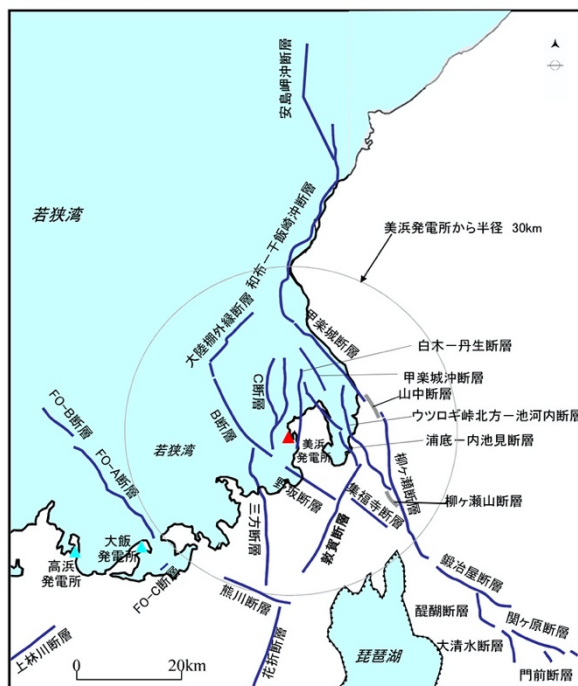 安島岬沖断層
若狭湾
和布ー干飯崎沖断層
美浜発電所から半径 30km
大陸棚外縁断層
甲楽城断層
白木ー丹生断層
甲楽城沖断層
山中断層
C断層
B断層
ウツロギ峠北方ー池河内断層
FO-B断層
FO-A断層
若狭湾
美浜
発電所
浦底ー内池見断層
柳ヶ瀬断層
野坂断層
集福寺断層
柳ヶ瀬山断層
三方断層
敦賀断層
大飯
発電所
高浜
発電所
FO-C断層
熊川断層
鍛冶屋断層
醍醐断層
関ヶ原断層
上林川断層
花折断層
琵琶湖
大清水断層
門前断層
0
20km